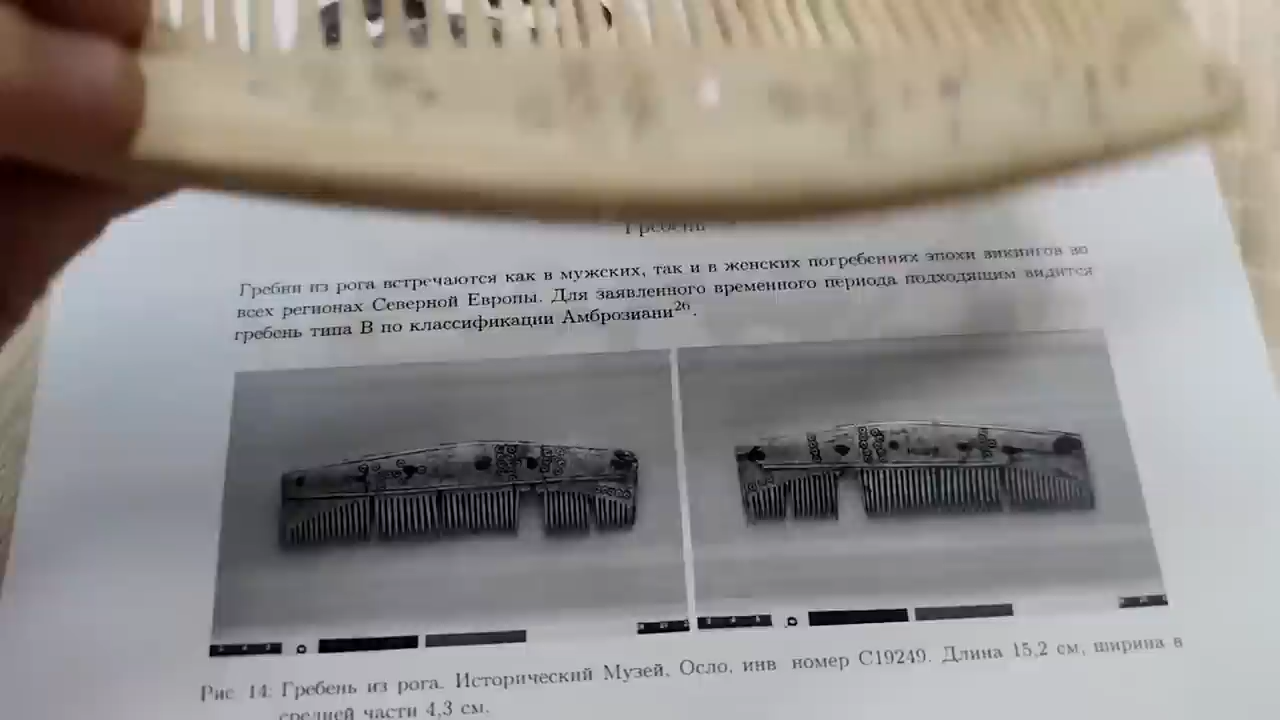 Гребень
Гребни из рога встречаются как в мужских, так и в женских погребениях эпохи викингов во
всех регионах Северной Европы. Для заявленного временного периода подходящим видится
гребень типа В по классификации Амброзиани26.
Рис. 14: Гребень из рога. Исторический Музей, Осло, инв номер С19249. Длина 15,2 см, ширина в
средней части 4,3 см.